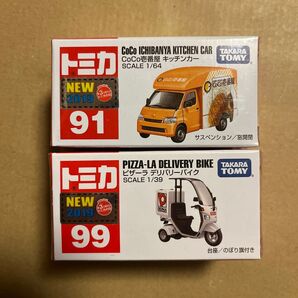 トミカ
CoCo ICHIBANYA KITCHEN CAR
CoCo壱番屋 キッチンカー
SCALE 1/64
TAKARA TOMY
NEW
2019
91
サスペンション／窓開閉
トミカ
PIZZA-LA DELIVERY BIKE
ピザーラ デリバリーバイク
SCALE 1/39
TAKARA TOMY
NEW
2019
99
台座／のぼり旗付き